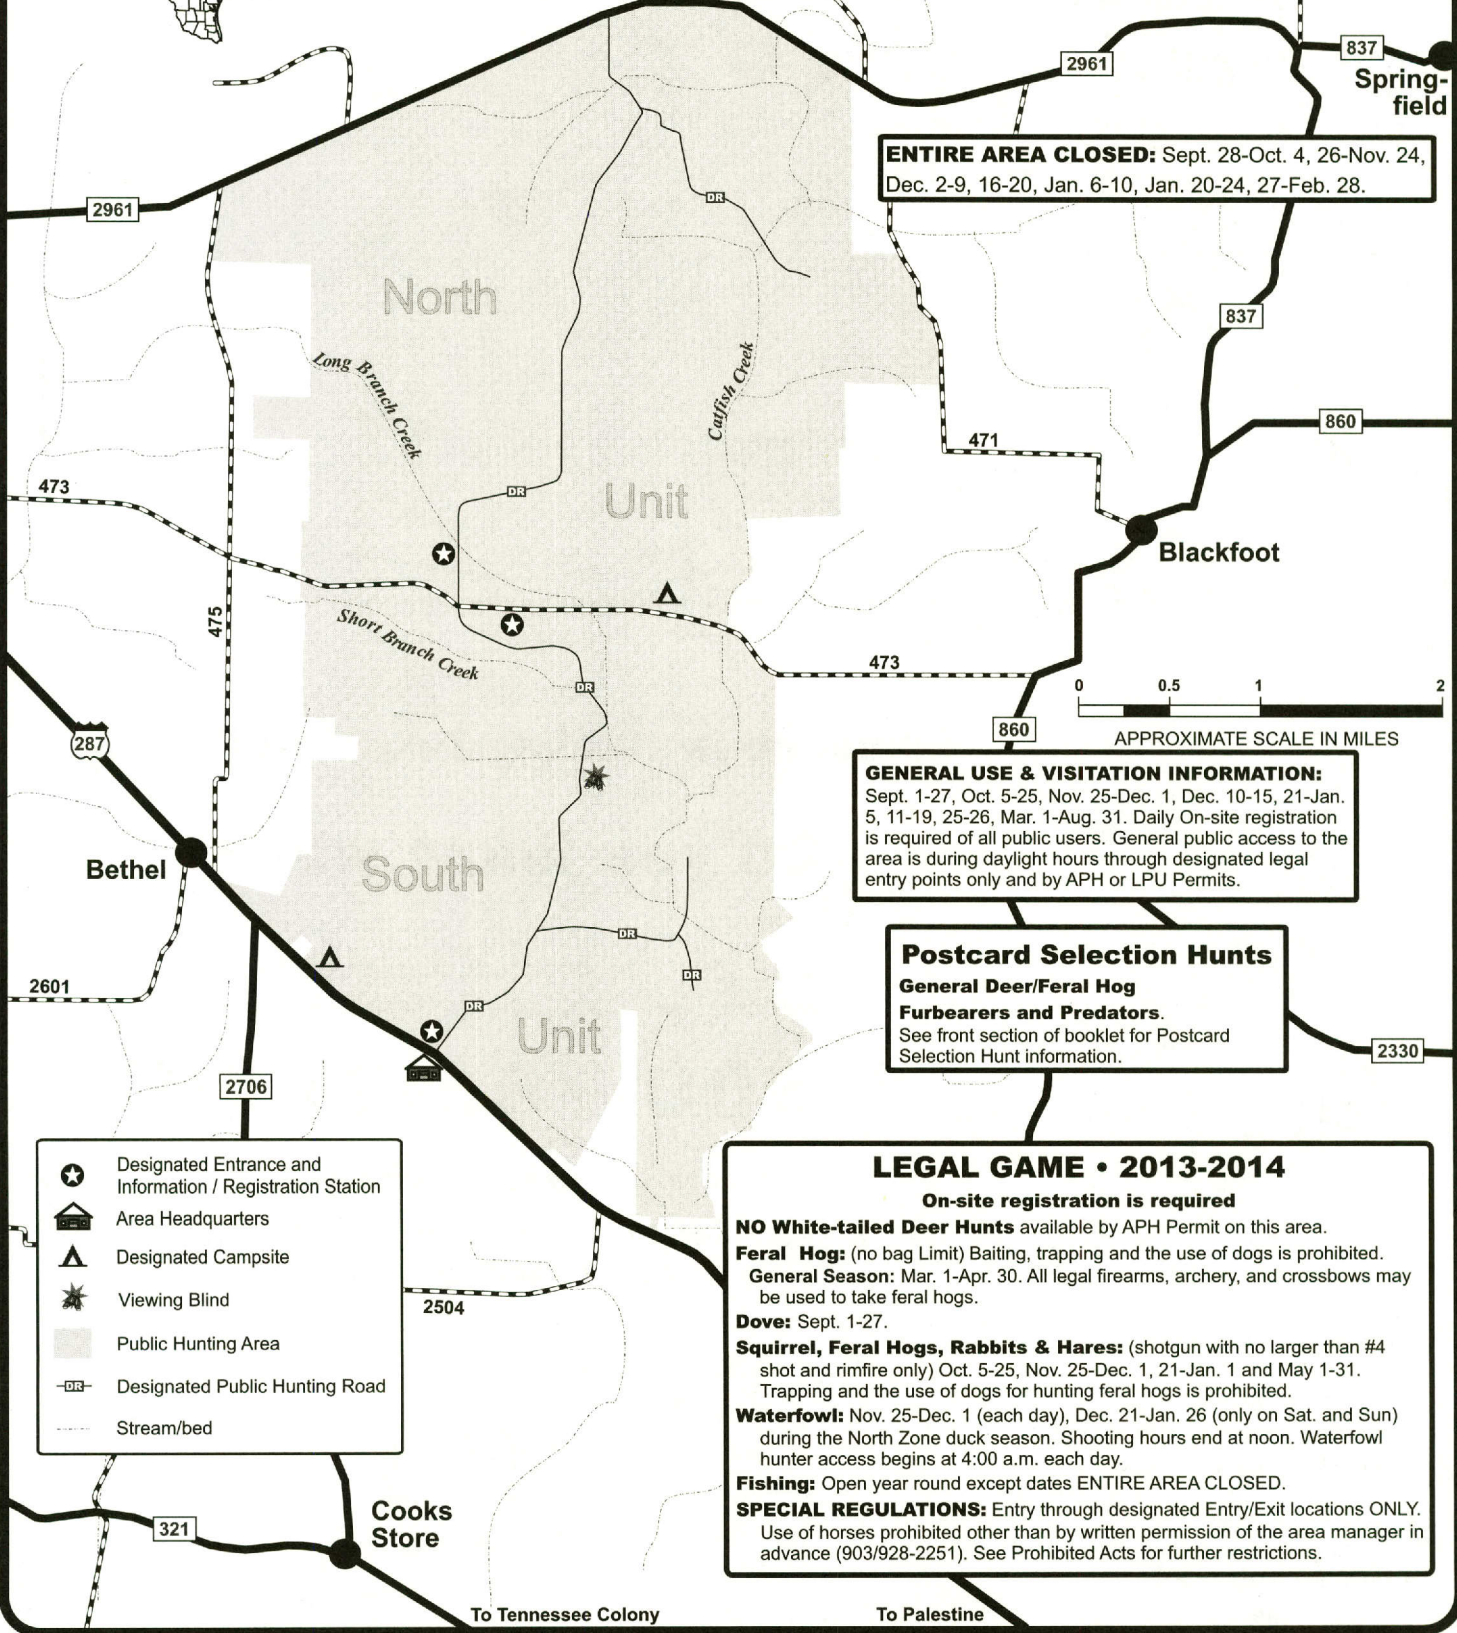 2961
837
Spring-
field
ENTIRE AREA CLOSED: Sept. 28-Oct. 4, 26-Nov. 24,
Dec. 2-9, 16-20, Jan. 6-10, Jan. 20-24, 27-Feb. 28.
DR
2961
North
837
Long Branch Creek
Catfish Creek
860
471
473
DR
Unit
Blackfoot
475
Short Branch Creek
473
DR
0 0.5 1 2
APPROXIMATE SCALE IN MILES
860
287
GENERAL USE & VISITATION INFORMATION:
Sept. 1-27, Oct. 5-25, Nov. 25-Dec. 1, Dec. 10-15, 21-Jan.
5, 11-19, 25-26, Mar. 1-Aug. 31. Daily On-site registration
is required of all public users. General public access to the
area is during daylight hours through designated legal
entry points only and by APH or LPU Permits.
Bethel
South
DR
Postcard Selection Hunts
General Deer/Feral Hog
Furbearers and Predators.
See front section of booklet for Postcard
Selection Hunt information.
DR
2601
DR
Unit
2330
2706
Designated Entrance and
Information / Registration Station
Area Headquarters
Designated Campsite
Viewing Blind
Public Hunting Area
DR Designated Public Hunting Road
Stream/bed
2504
LEGAL GAME • 2013-2014
On-site registration is required
NO White-tailed Deer Hunts available by APH Permit on this area.
Feral Hog: (no bag Limit) Baiting, trapping and the use of dogs is prohibited.
General Season: Mar. 1-Apr. 30. All legal firearms, archery, and crossbows may
be used to take feral hogs.
Dove: Sept. 1-27.
Squirrel, Feral Hogs, Rabbits & Hares: (shotgun with no larger than #4
shot and rimfire only) Oct. 5-25, Nov. 25-Dec. 1, 21-Jan. 1 and May 1-31.
Trapping and the use of dogs for hunting feral hogs is prohibited.
Waterfowl: Nov. 25-Dec. 1 (each day), Dec. 21-Jan. 26 (only on Sat. and Sun)
during the North Zone duck season. Shooting hours end at noon. Waterfowl
hunter access begins at 4:00 a.m. each day.
Fishing: Open year round except dates ENTIRE AREA CLOSED.
SPECIAL REGULATIONS: Entry through designated Entry/Exit locations ONLY.
Use of horses prohibited other than by written permission of the area manager in
advance (903/928-2251). See Prohibited Acts for further restrictions.
321
Cooks
Store
To Tennessee Colony
To Palestine